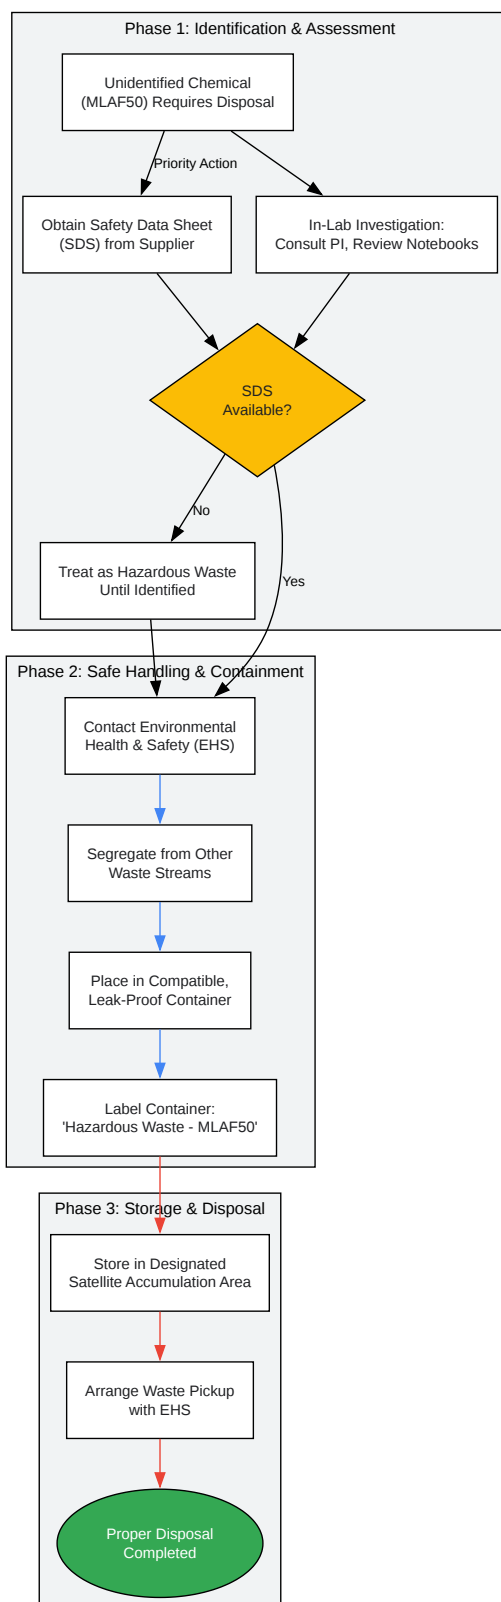 Phase 1: Identification & Assessment
Unidentified Chemical
(MLAF50) Requires Disposal
Priority Action
Obtain Safety Data Sheet
(SDS) from Supplier
In-Lab Investigation:
Consult PI, Review Notebooks
SDS
Available?
No
Yes
Treat as Hazardous Waste
Until Identified
Phase 2: Safe Handling & Containment
Contact Environmental
Health & Safety (EHS)
Segregate from Other
Waste Streams
Place in Compatible,
Leak-Proof Container
Label Container:
'Hazardous Waste - MLAF50'
Phase 3: Storage & Disposal
Store in Designated
Satellite Accumulation Area
Arrange Waste Pickup
with EHS
Proper Disposal
Completed